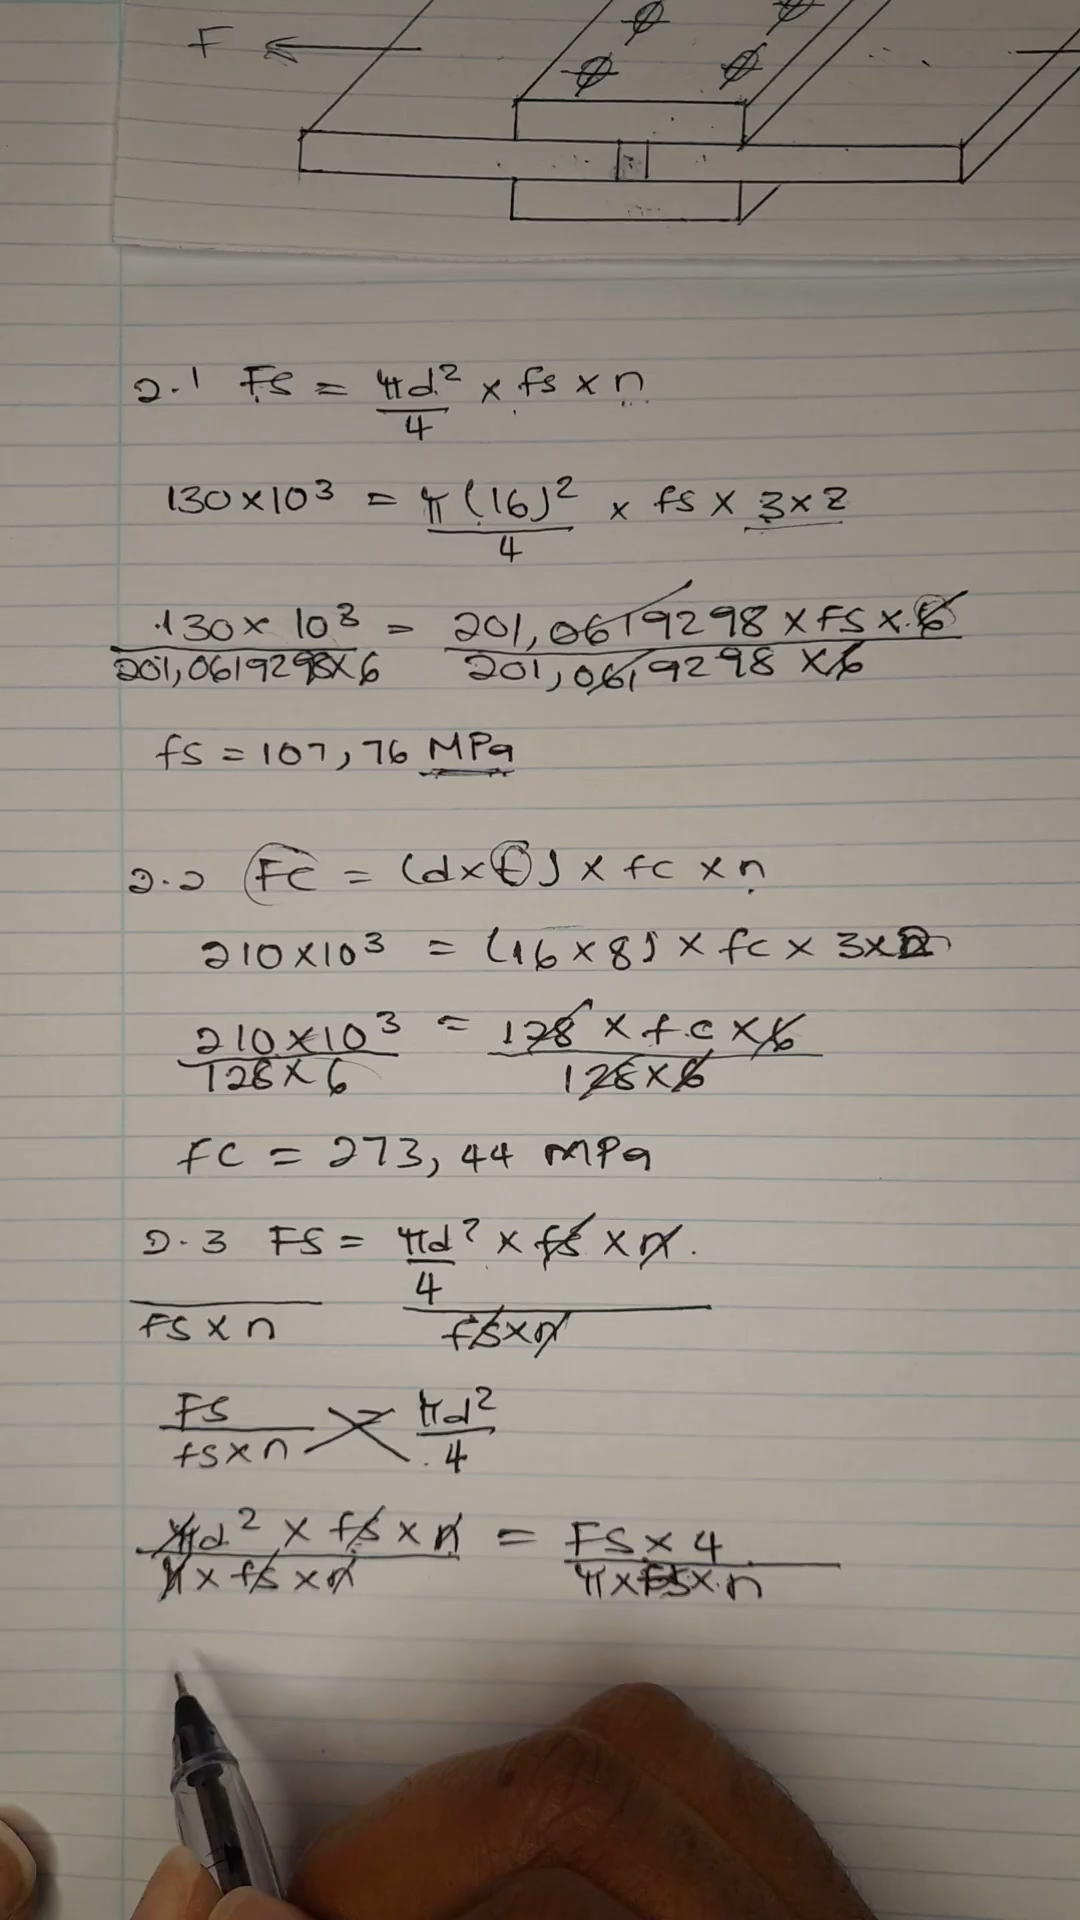 F
2.1 Fs = πd² / 4 × fs × n
130×10³ = π(16)² / 4 × fs × 3×2
130×10³ / 201,0619298×6 = 201,0619298 × fs × 6 / 201,0619298 × 6
fs = 107,76 MPa
2.2 Fc = (d×t) × fc × n
210×10³ = (16×8) × fc × 3×2
210×10³ / 128×6 = 128 × fc × 6 / 128×6
fc = 273,44 MPa
2.3 Fs / fs×n = πd² / 4 × fs × n / fs×n
Fs / fs×n = πd² / 4
πd² × fs × n / π × fs × n = Fs × 4 / π × fs × n